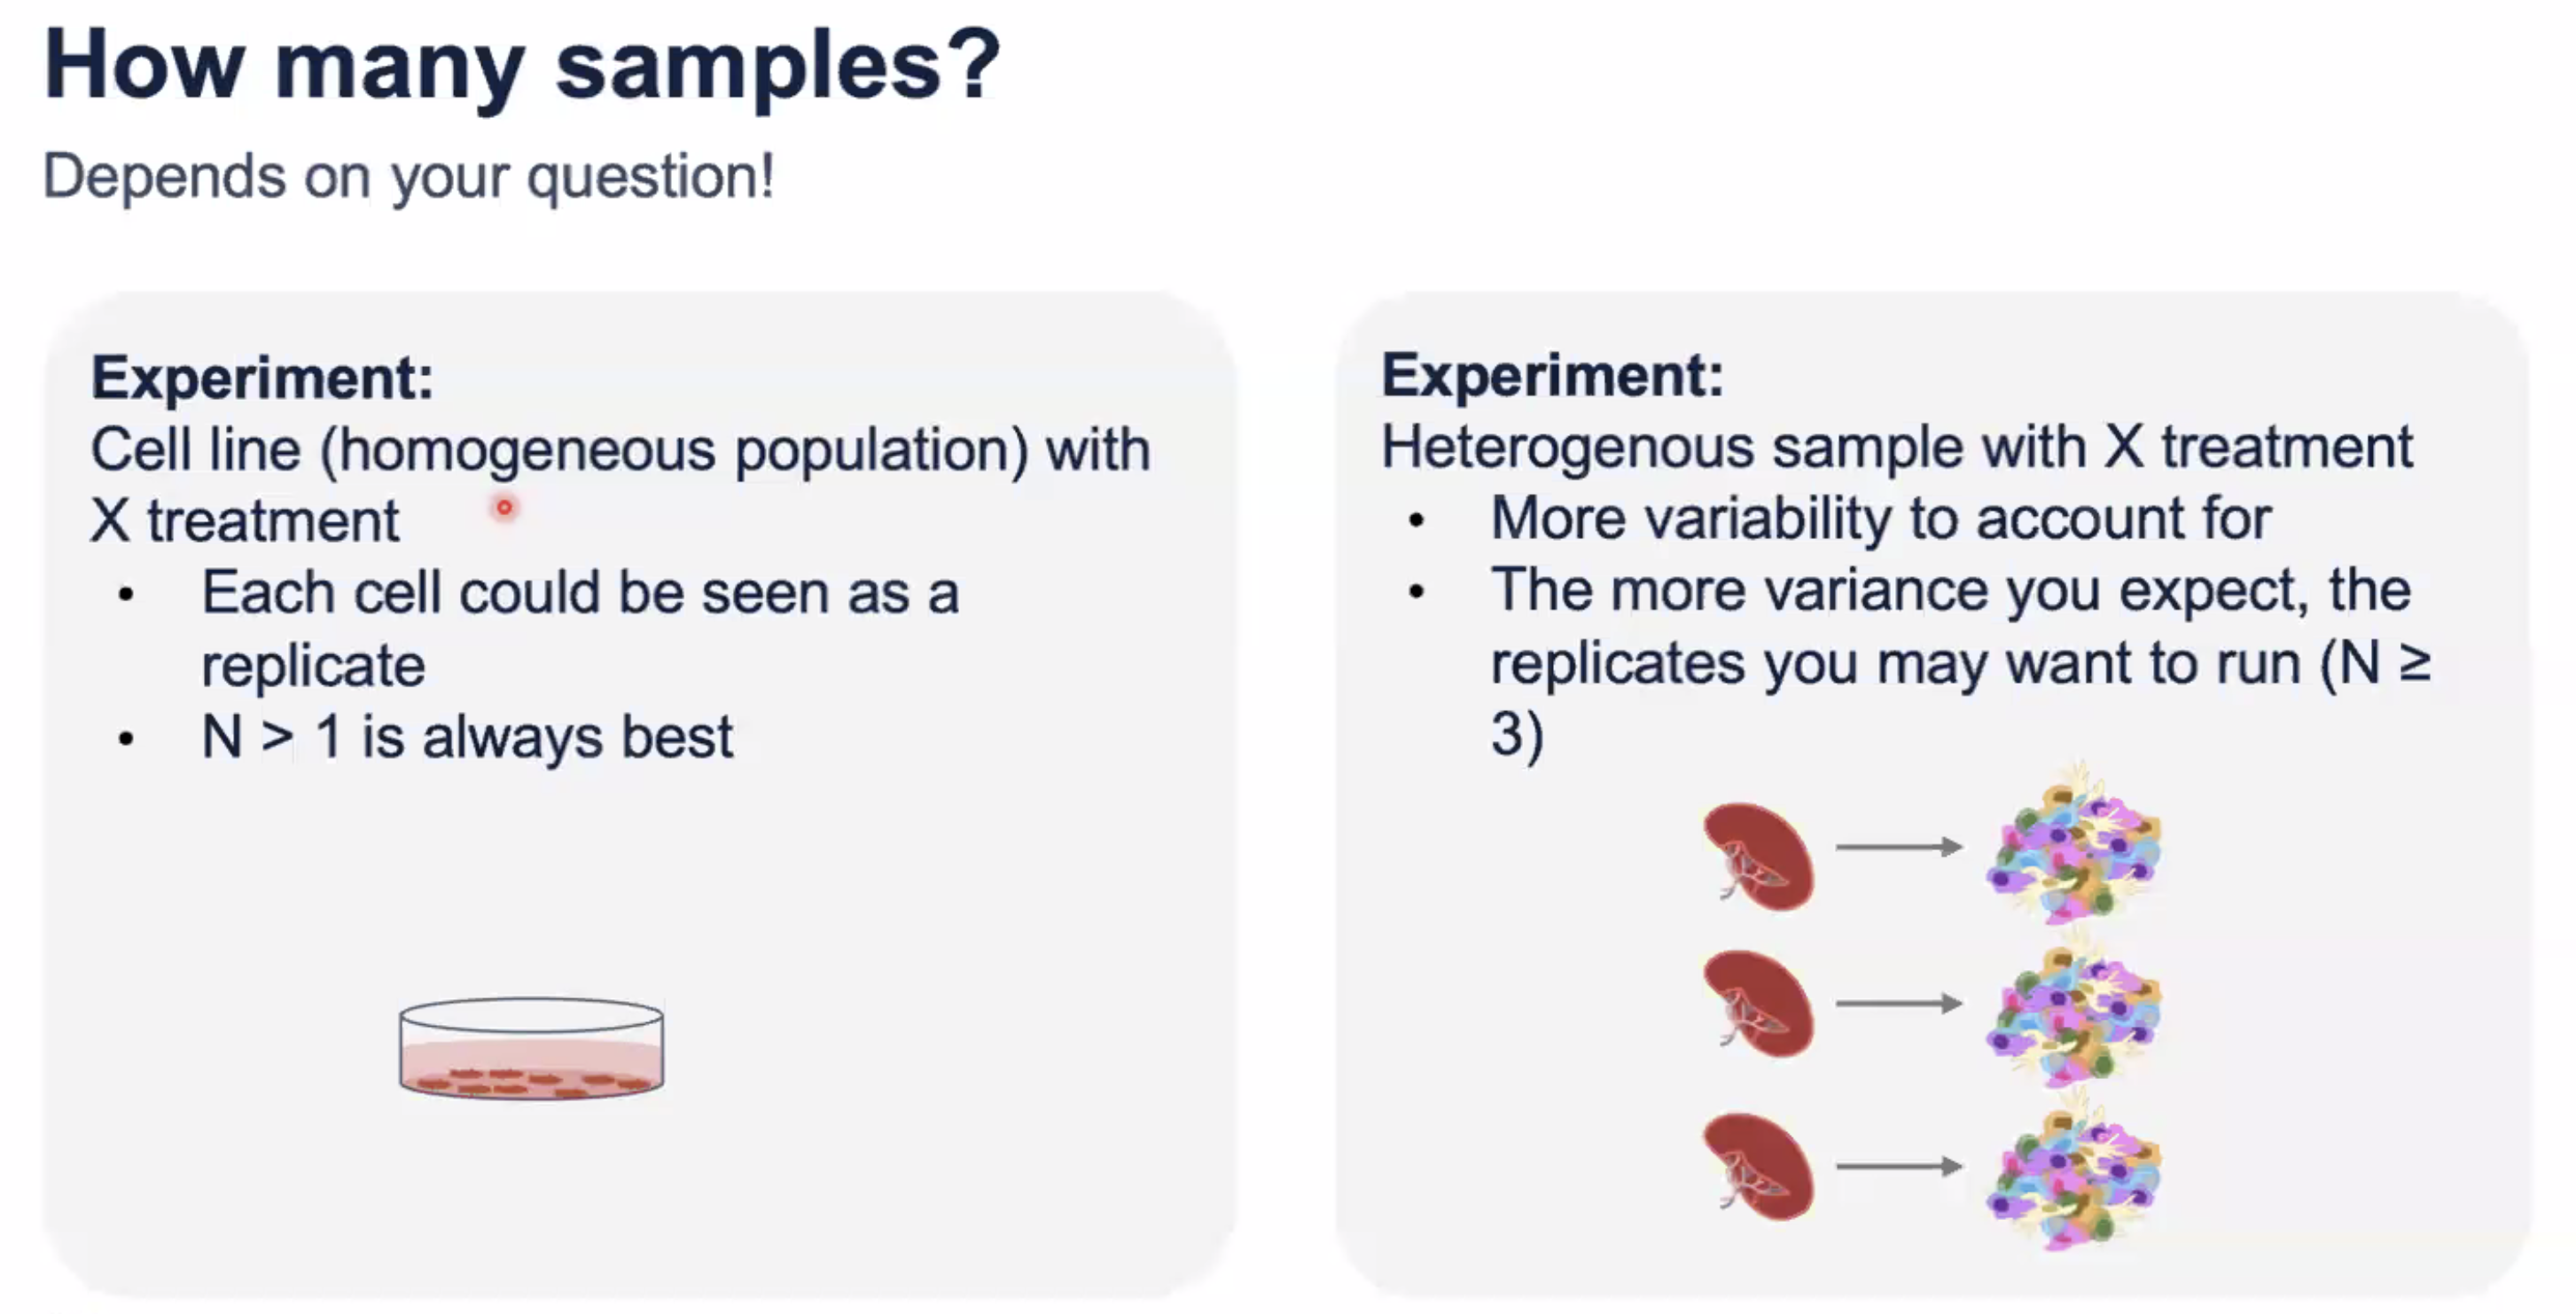 How many samples?
Depends on your question!
Experiment:
Cell line (homogeneous population) with
X treatment
• Each cell could be seen as a
replicate
• N > 1 is always best
Experiment:
Heterogenous sample with X treatment
• More variability to account for
• The more variance you expect, the
replicates you may want to run (N ≥
3)